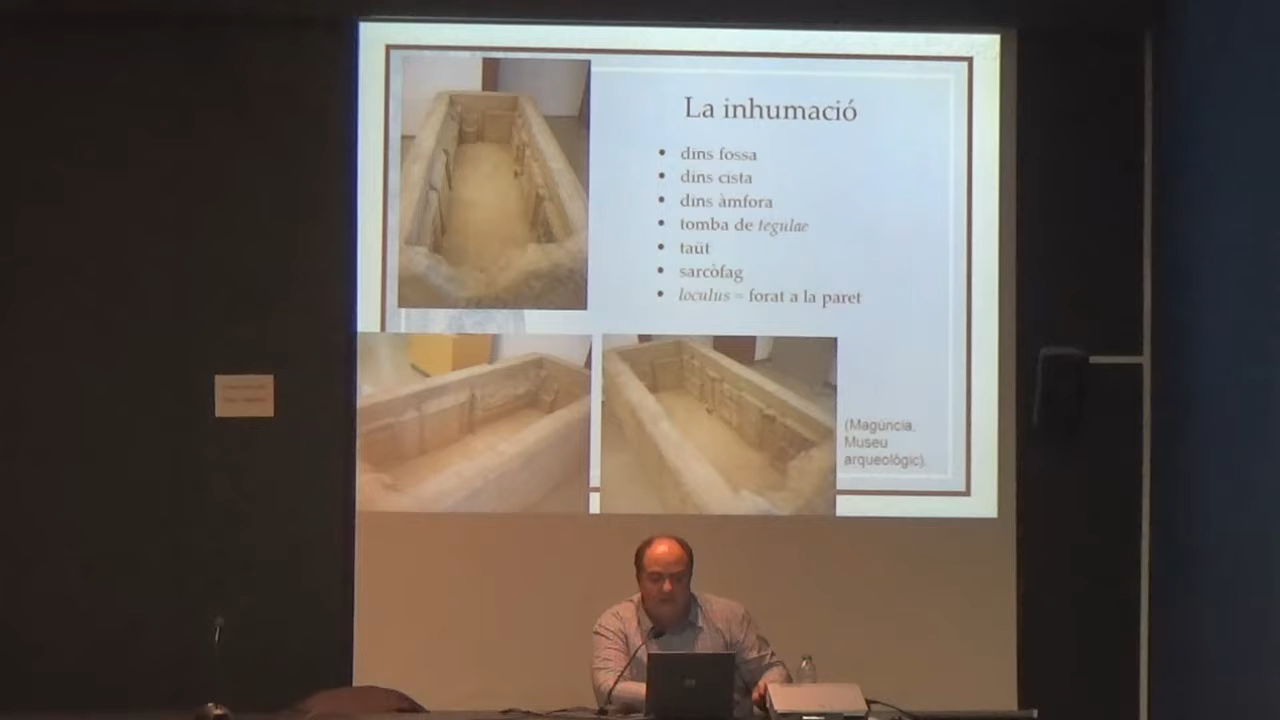 La inhumació
• dins fossa
• dins cista
• dins àmfora
• tomba de tegulae
• taüt
• sarcòfag
• loculus = forat a la paret
(Magúncia.
Museu
arqueològic).